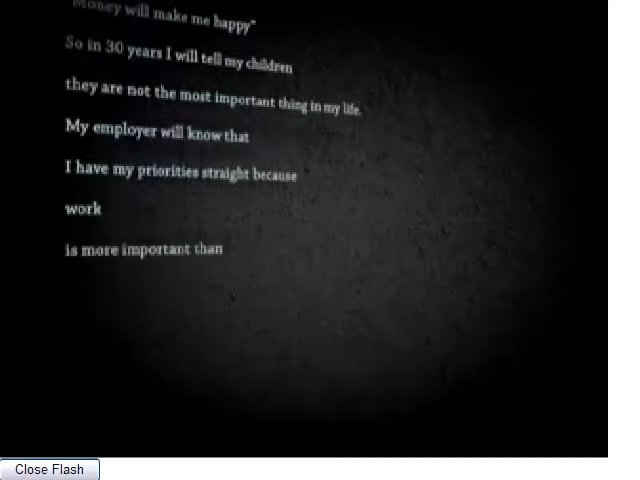 "Money will make me happy"
So in 30 years I will tell my children
they are not the most important thing in my life.
My employer will know that
I have my priorities straight because
work
is more important than
Close Flash